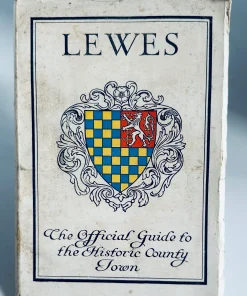 LEWES
The Official Guide to
the Historic County
Town